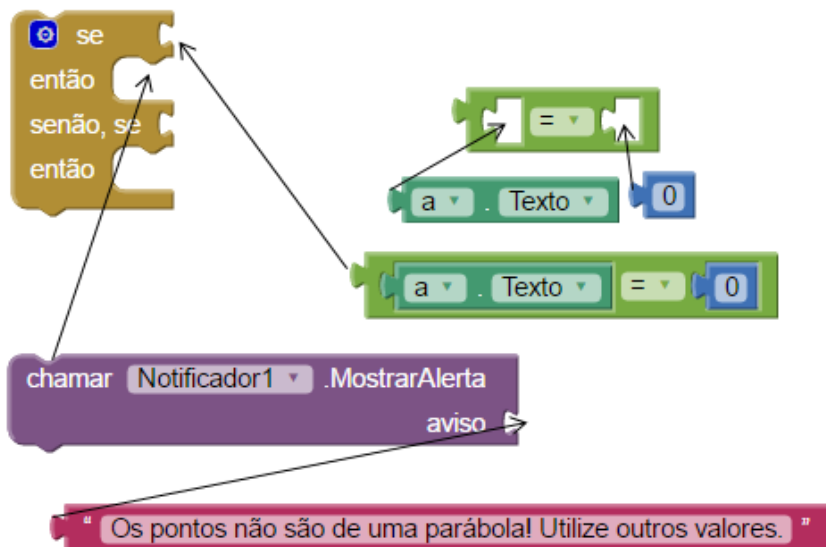 se
então
senão, se
então
=
a . Texto
0
a . Texto = 0
chamar Notificador1 .MostrarAlerta
aviso
“ Os pontos não são de uma parábola! Utilize outros valores. ”